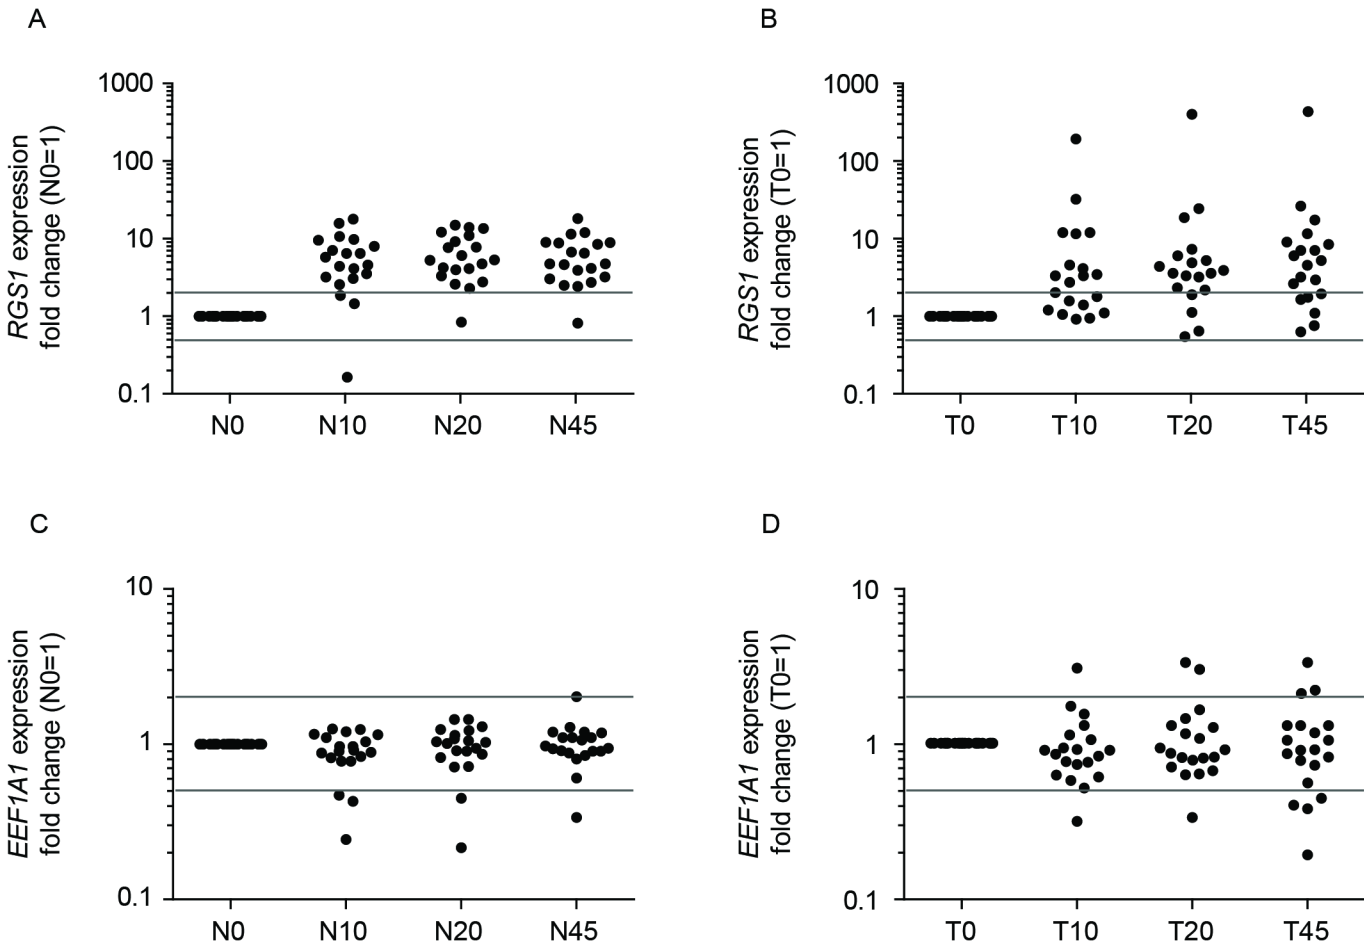 A
RGS1 expression
fold change (N0=1)
1000
100
10
1
0.1
N0 N10 N20 N45
B
RGS1 expression
fold change (T0=1)
1000
100
10
1
0.1
T0 T10 T20 T45
C
EEF1A1 expression
fold change (N0=1)
10
1
0.1
N0 N10 N20 N45
D
EEF1A1 expression
fold change (T0=1)
10
1
0.1
T0 T10 T20 T45